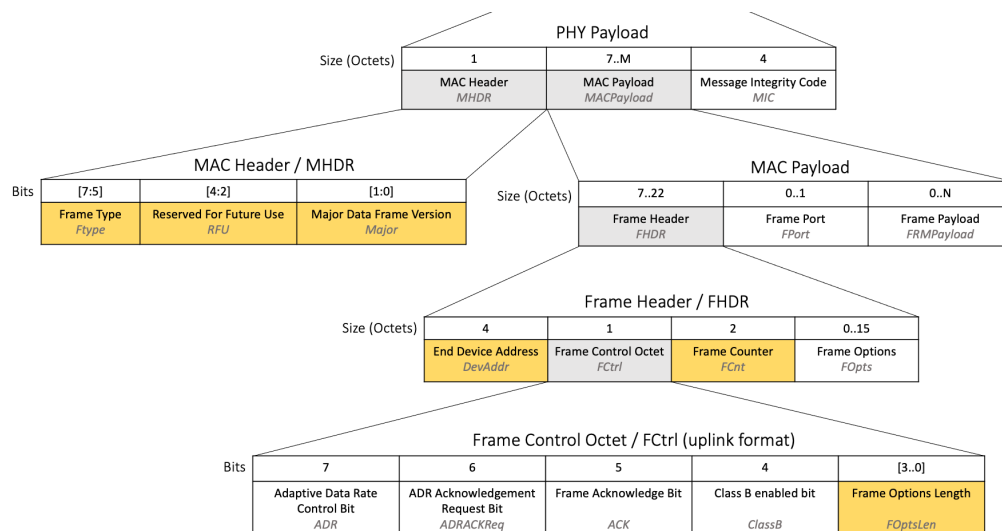 PHY Payload
Size (Octets) 1 7..M 4
MAC Header MAC Payload Message Integrity Code
MHDR MACPayload MIC
MAC Header / MHDR
Bits [7:5] [4:2] [1:0]
Frame Type Reserved For Future Use Major Data Frame Version
Ftype RFU Major
MAC Payload
Size (Octets) 7..22 0..1 0..N
Frame Header Frame Port Frame Payload
FHDR FPort FRMPayload
Frame Header / FHDR
Size (Octets) 4 1 2 0..15
End Device Address Frame Control Octet Frame Counter Frame Options
DevAddr FCtrl FCnt FOpts
Frame Control Octet / FCtrl (uplink format)
Bits 7 6 5 4 [3..0]
Adaptive Data Rate ADR Acknowledgement Frame Acknowledge Bit Class B enabled bit Frame Options Length
Control Bit Request Bit
ADR ADRACKReq ACK ClassB FOptsLen